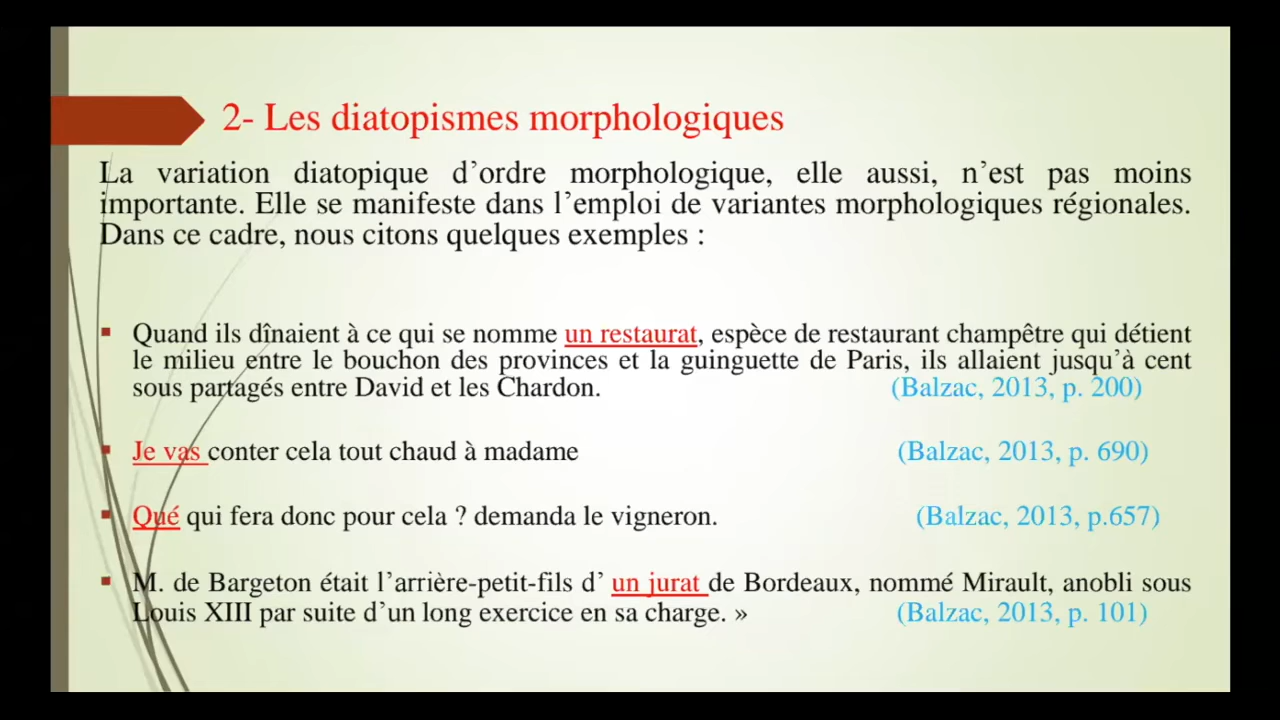 2- Les diatopismes morphologiques
La variation diatopique d’ordre morphologique, elle aussi, n’est pas moins
importante. Elle se manifeste dans l’emploi de variantes morphologiques régionales.
Dans ce cadre, nous citons quelques exemples :
▪ Quand ils dînaient à ce qui se nomme un restaurat, espèce de restaurant champêtre qui détient
le milieu entre le bouchon des provinces et la guinguette de Paris, ils allaient jusqu’à cent
sous partagés entre David et les Chardon. (Balzac, 2013, p. 200)
▪ Je vas conter cela tout chaud à madame (Balzac, 2013, p. 690)
▪ Qué qui fera donc pour cela ? demanda le vigneron. (Balzac, 2013, p.657)
▪ M. de Bargeton était l’arrière-petit-fils d’ un jurat de Bordeaux, nommé Mirault, anobli sous
Louis XIII par suite d’un long exercice en sa charge. » (Balzac, 2013, p. 101)